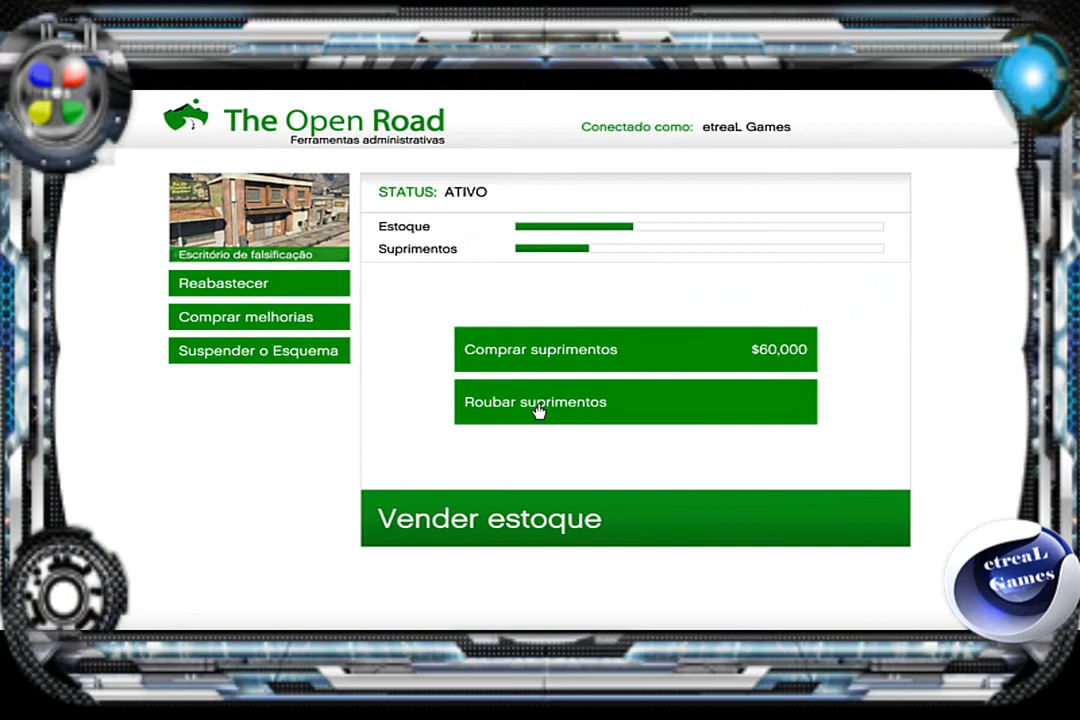 The Open Road
Ferramentas administrativas
Conectado como: etreaL Games
STATUS: ATIVO
Estoque
Suprimentos
Escritório de falsificação
Reabastecer
Comprar melhorias
Suspender o Esquema
Comprar suprimentos $60,000
Roubar suprimentos
Vender estoque
etreaL
Games